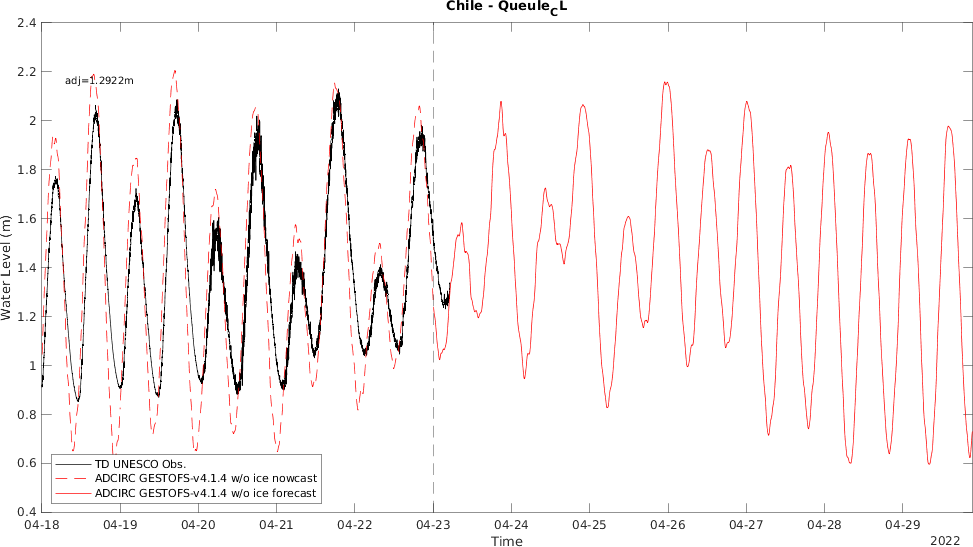 Chile - Queule_CL
adj=1.2922m
Water Level (m)
2.4
2.2
2
1.8
1.6
1.4
1.2
1
0.8
0.6
0.4
TD UNESCO Obs.
ADCIRC GESTOFS-v4.1.4 w/o ice nowcast
ADCIRC GESTOFS-v4.1.4 w/o ice forecast
04-18 04-19 04-20 04-21 04-22 04-23 04-24 04-25 04-26 04-27 04-28 04-29
Time
2022